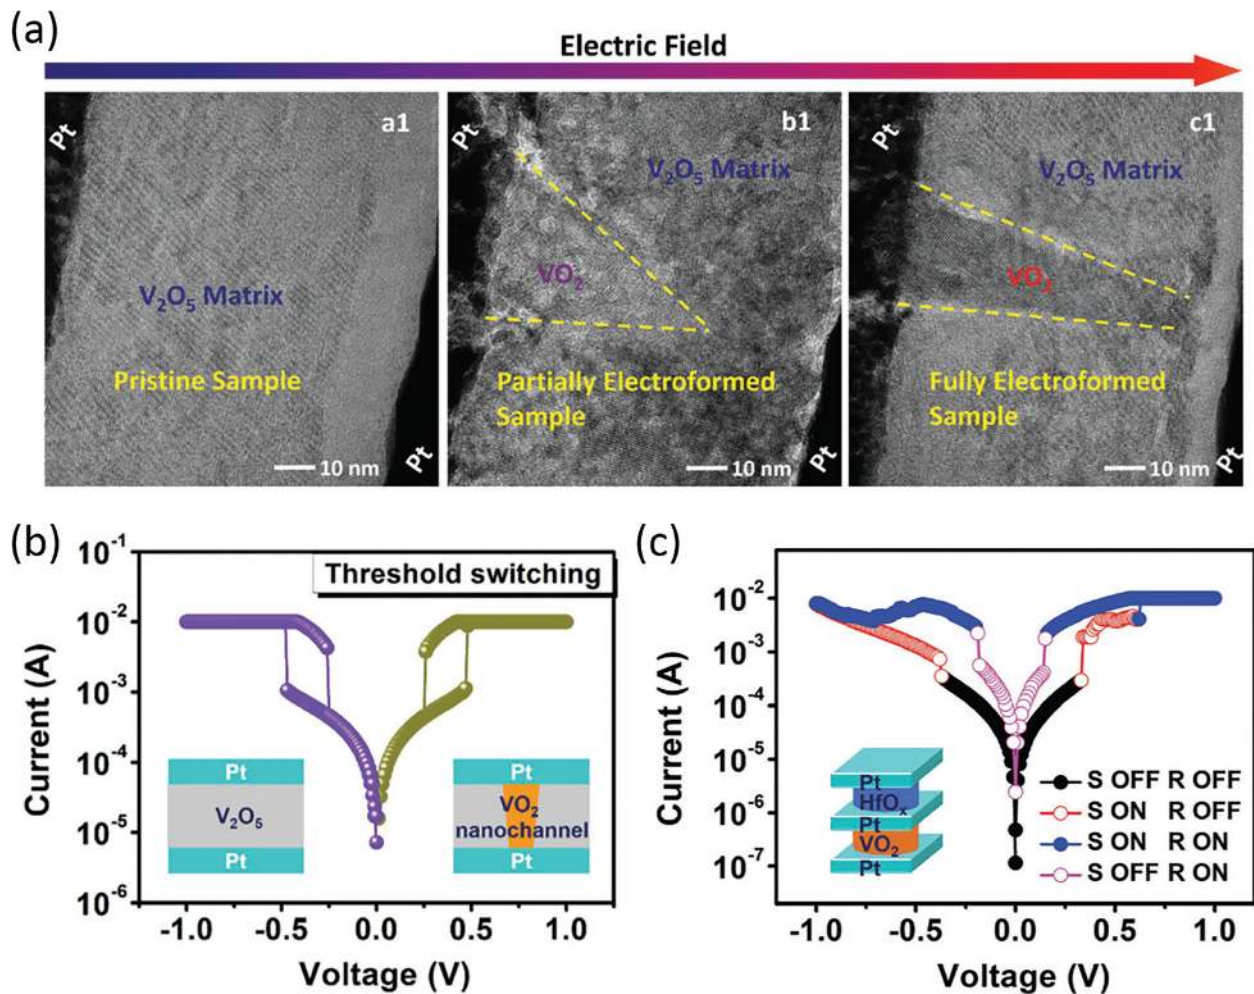 (a)
Electric Field
Pt
a1
V₂O₅ Matrix
Pristine Sample
10 nm
Pt
Pt
b1
V₂O₅ Matrix
VO₂
Partially Electroformed
Sample
10 nm
Pt
Pt
c1
V₂O₅ Matrix
VO₂
Fully Electroformed
Sample
10 nm
Pt
(b)
Threshold switching
Current (A)
10⁻¹
10⁻²
10⁻³
10⁻⁴
10⁻⁵
10⁻⁶
Pt
V₂O₅
Pt
Pt
VO₂
nanochannel
Pt
-1.0
-0.5
0.0
0.5
1.0
Voltage (V)
(c)
Current (A)
10⁻²
10⁻³
10⁻⁴
10⁻⁵
10⁻⁶
10⁻⁷
Pt
HfOₓ
Pt
VO₂
Pt
S OFF R OFF
S ON R OFF
S ON R ON
S OFF R ON
-1.0
-0.5
0.0
0.5
1.0
Voltage (V)